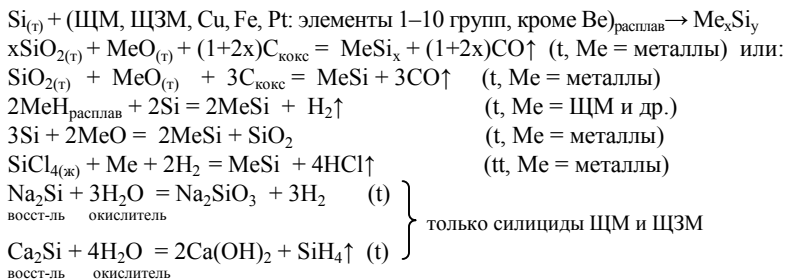 Si(т) + (ЩМ, ЩЗМ, Cu, Fe, Pt: элементы 1–10 групп, кроме Be)расплав→ MexSiy
xSiO2(т) + MeO(т) + (1+2x)Cкокс = MeSix + (1+2x)CO↑ (t, Me = металлы) или:
SiO2(т) + MeO(т) + 3Cкокс = MeSi + 3CO↑ (t, Me = металлы)
2MeHрасплав + 2Si = 2MeSi + H2↑ (t, Me = ЩМ и др.)
3Si + 2MeO = 2MeSi + SiO2 (t, Me = металлы)
SiCl4(ж) + Me + 2H2 = MeSi + 4HCl↑ (tt, Me = металлы)
Na2Si + 3H2O = Na2SiO3 + 3H2 (t)
восст-ль окислитель
только силициды ЩМ и ЩЗМ
Ca2Si + 4H2O = 2Ca(OH)2 + SiH4↑ (t)
восст-ль окислитель